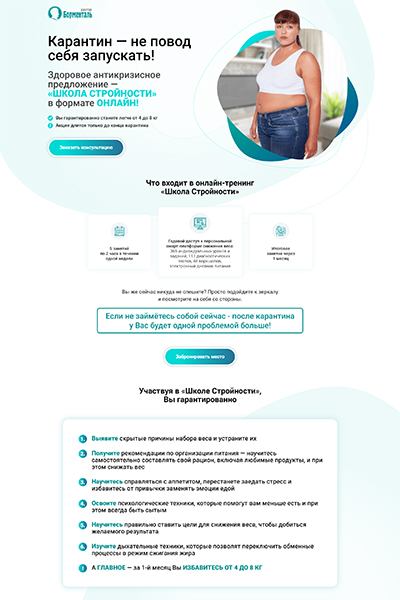 доктор
Борменталь
Карантин — не повод
себя запускать!
Здоровое антикризисное
предложение —
«ШКОЛА СТРОЙНОСТИ»
в формате ОНЛАЙН!
Вы гарантированно станете легче от 4 до 8 кг
Акция длится только до конца карантина
Заказать консультацию
Что входит в онлайн-тренинг
«Школа Стройности»
5 занятий
по 2 часа в течение
одной недели
Годовой доступ к персональной
смарт платформе снижения веса:
электронный дневник питания
Итоговое
занятие через
1 месяц
Вы же сейчас никуда не спешите? Просто подойдите к зеркалу
и посмотрите на себя со стороны.
Если не займётесь собой сейчас - после карантина
у Вас будет одной проблемой больше!
Забронировать место
Участвуя в «Школе Стройности»,
Вы гарантированно
1. Выявите скрытые причины набора веса и устраните их
2. Получите рекомендации по организации питания — научитесь
самостоятельно составлять свой рацион, включая любимые продукты, и при
этом снижать вес
3. Научитесь справляться с аппетитом, перестанете заедать стресс и
избавитесь от привычки заменять эмоции едой
4. Освоите психологические техники, которые помогут вам меньше есть и при
этом всегда быть сытым
5. Научитесь правильно ставить цели для снижения веса, чтобы добиться
желаемого результата
6. Изучите дыхательные техники, которые позволят переключить обменные
процессы в режим сжигания жира
! А ГЛАВНОЕ — за 1-й месяц Вы ИЗБАВИТЕСЬ ОТ 4 ДО 8 КГ